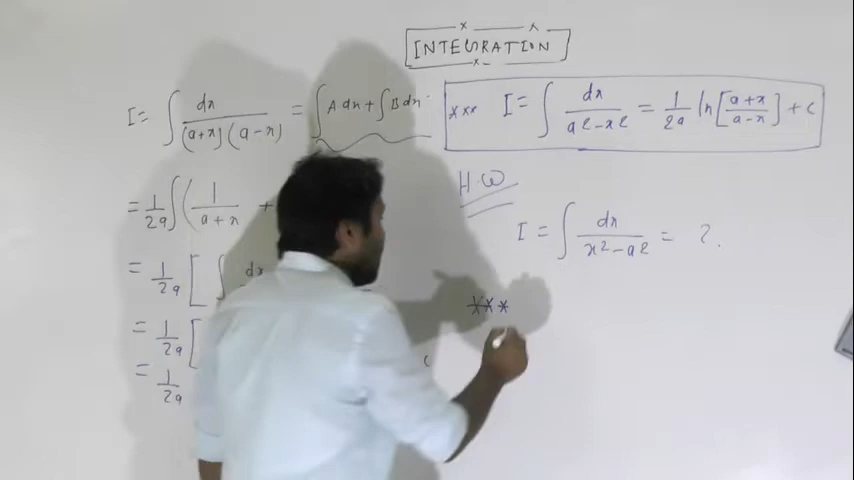 INTEGRATION
I = ∫ dx / (a+x)(a-x) = ∫ A dx + ∫ B dx
*** I = ∫ dx / a²-x² = 1/2a ln[a+x / a-x] + c
= 1/2a ∫ ( 1 / a+x +
= 1/2a [ ∫ dx
= 1/2a [
= 1/2a
c
H.W
I = ∫ dx / x²-a² = ?.
***